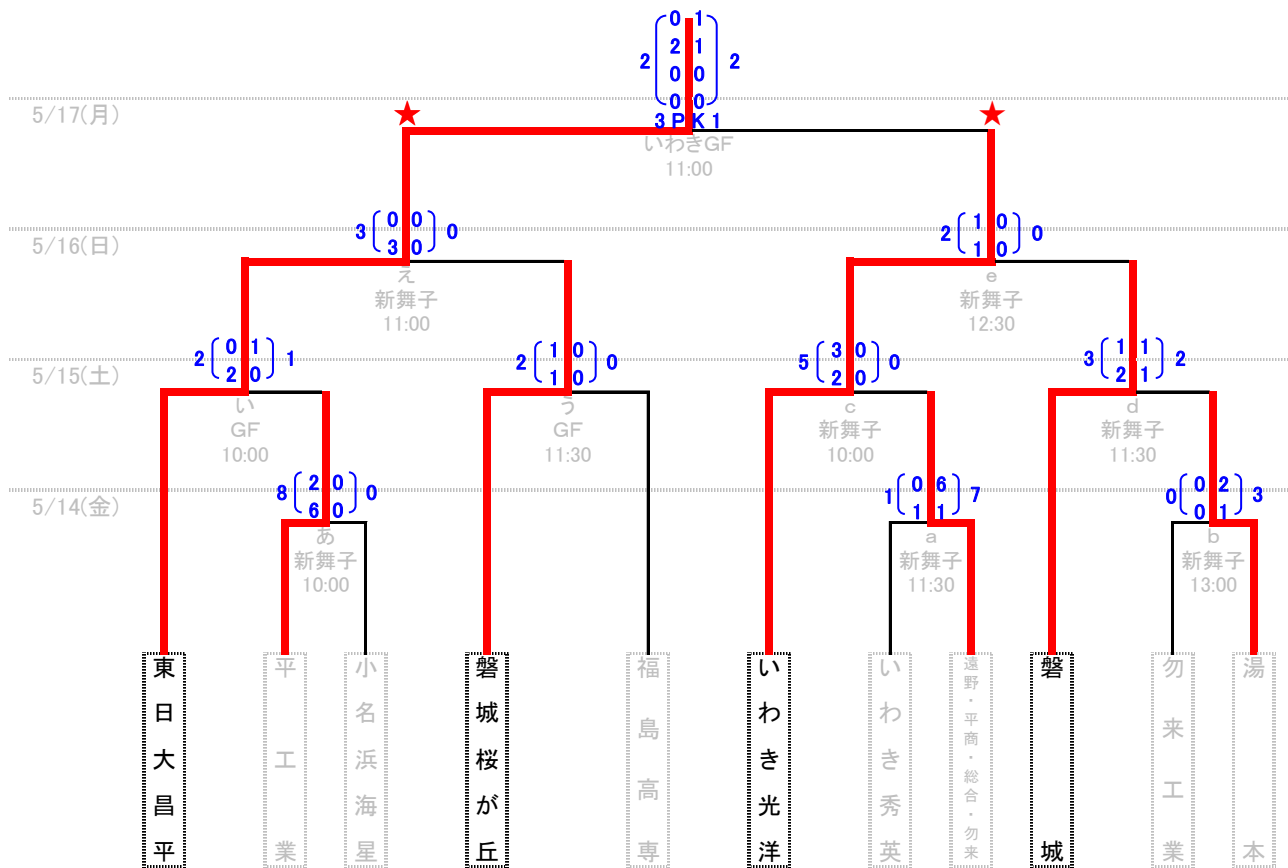 0 1
2 1
2 2
0 0
0 0
3 PK 1
5/17(月)
★ ★
いわきGF
11:00
0 0
3 0
3 0
1 0
2 0
1 0
5/16(日)
え
新舞子
11:00
e
新舞子
12:30
0 1
2 1
2 0
1 0
2 0
1 0
3 0
5 0
2 0
1 1
3 2
2 1
5/15(土)
い
GF
10:00
う
GF
11:30
c
新舞子
10:00
d
新舞子
11:30
2 0
8 0
6 0
0 6
1 7
1 1
0 2
0 3
0 1
5/14(金)
あ
新舞子
10:00
a
新舞子
11:30
b
新舞子
13:00
東日大昌平
平工業
小名浜海星
磐城桜が丘
福島高専
いわき光洋
いわき秀英
遠野・平商・総合・勿来
磐城
勿来工業
湯本